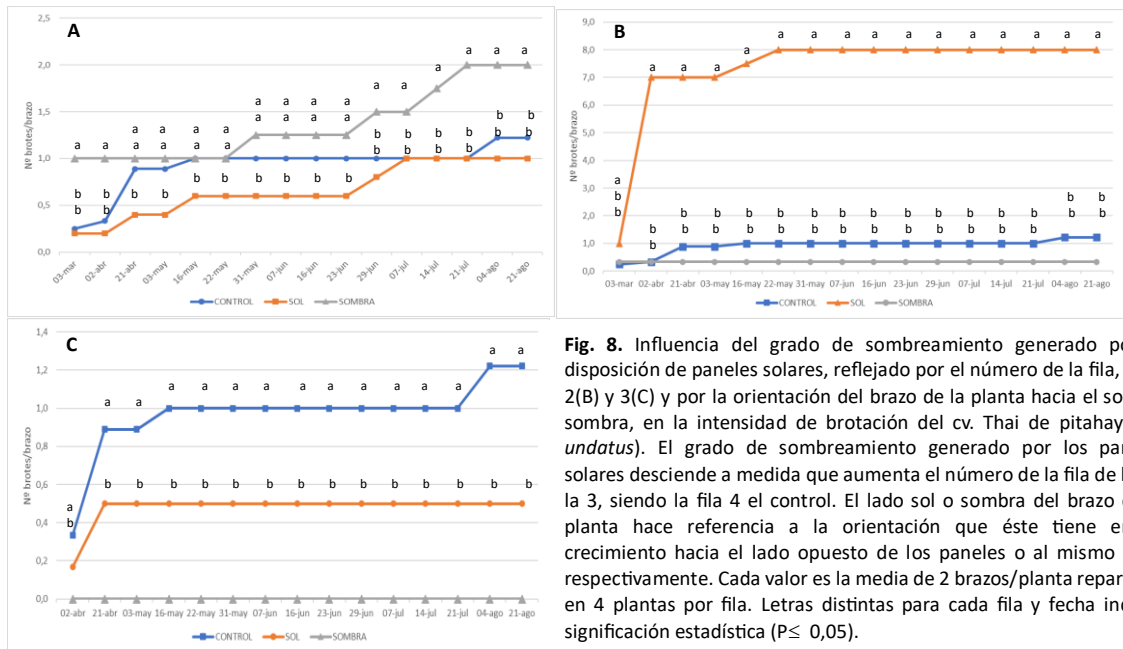 A
Nº brotes/brazo
2,5
2,0
1,5
1,0
0,5
0,0
a a a a a a a a a a a a a a a a
a a a a
b b b b b b b b b b b b b b b b
b b b b b b b b
03-mar 02-abr 21-abr 03-may 16-may 22-may 31-may 07-jun 16-jun 23-jun 29-jun 07-jul 14-jul 21-jul 04-ago 21-ago
CONTROL SOL SOMBRA
B
Nº brotes/brazo
9,0
8,0
7,0
6,0
5,0
4,0
3,0
2,0
1,0
0,0
a a a a a a a a a a a a a a a a
b b b b b b b b b b b b b b b b
b b b b b b b b b b b b b b b b
03-mar 02-abr 21-abr 03-may 16-may 22-may 31-may 07-jun 16-jun 23-jun 29-jun 07-jul 14-jul 21-jul 04-ago 21-ago
CONTROL SOL SOMBRA
C
Nº brotes/brazo
1,4
1,2
1,0
0,8
0,6
0,4
0,2
0,0
a a a a a a a a a a a a a a a
b b b b b b b b b b b b b b b
02-abr 21-abr 03-may 16-may 22-may 31-may 07-jun 16-jun 23-jun 29-jun 07-jul 14-jul 21-jul 04-ago 21-ago
CONTROL SOL SOMBRA
Fig. 8. Influencia del grado de sombreamiento generado po
disposición de paneles solares, reflejado por el número de la fila,
2(B) y 3(C) y por la orientación del brazo de la planta hacia el so
sombra, en la intensidad de brotación del cv. Thai de pitahay
undatus). El grado de sombreamiento generado por los pan
solares desciende a medida que aumenta el número de la fila de l
la 3, siendo la fila 4 el control. El lado sol o sombra del brazo
planta hace referencia a la orientación que éste tiene en
crecimiento hacia el lado opuesto de los paneles o al mismo
respectivamente. Cada valor es la media de 2 brazos/planta repar
en 4 plantas por fila. Letras distintas para cada fila y fecha in
significación estadística (P≤ 0,05).